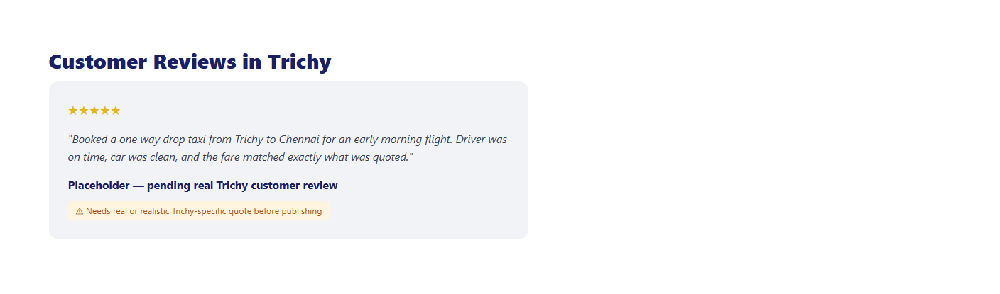 Customer Reviews in Trichy
★★★★★
"Booked a one way drop taxi from Trichy to Chennai for an early morning flight. Driver was
on time, car was clean, and the fare matched exactly what was quoted."
Placeholder — pending real Trichy customer review
⚠ Needs real or realistic Trichy-specific quote before publishing